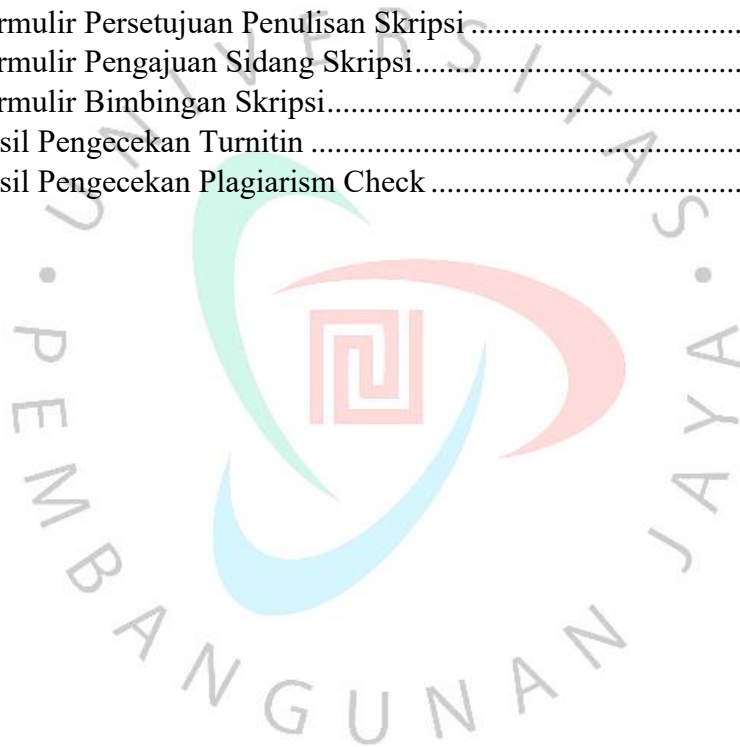 rmulir Persetujuan Penulisan Skripsi ..................................
rmulir Pengajuan Sidang Skripsi.........................................
rmulir Bimbingan Skripsi....................................................
sil Pengecekan Turnitin ......................................................
sil Pengecekan Plagiarism Check .......................................
UNIVERSITAS • PEMBANGUNAN JAYA •